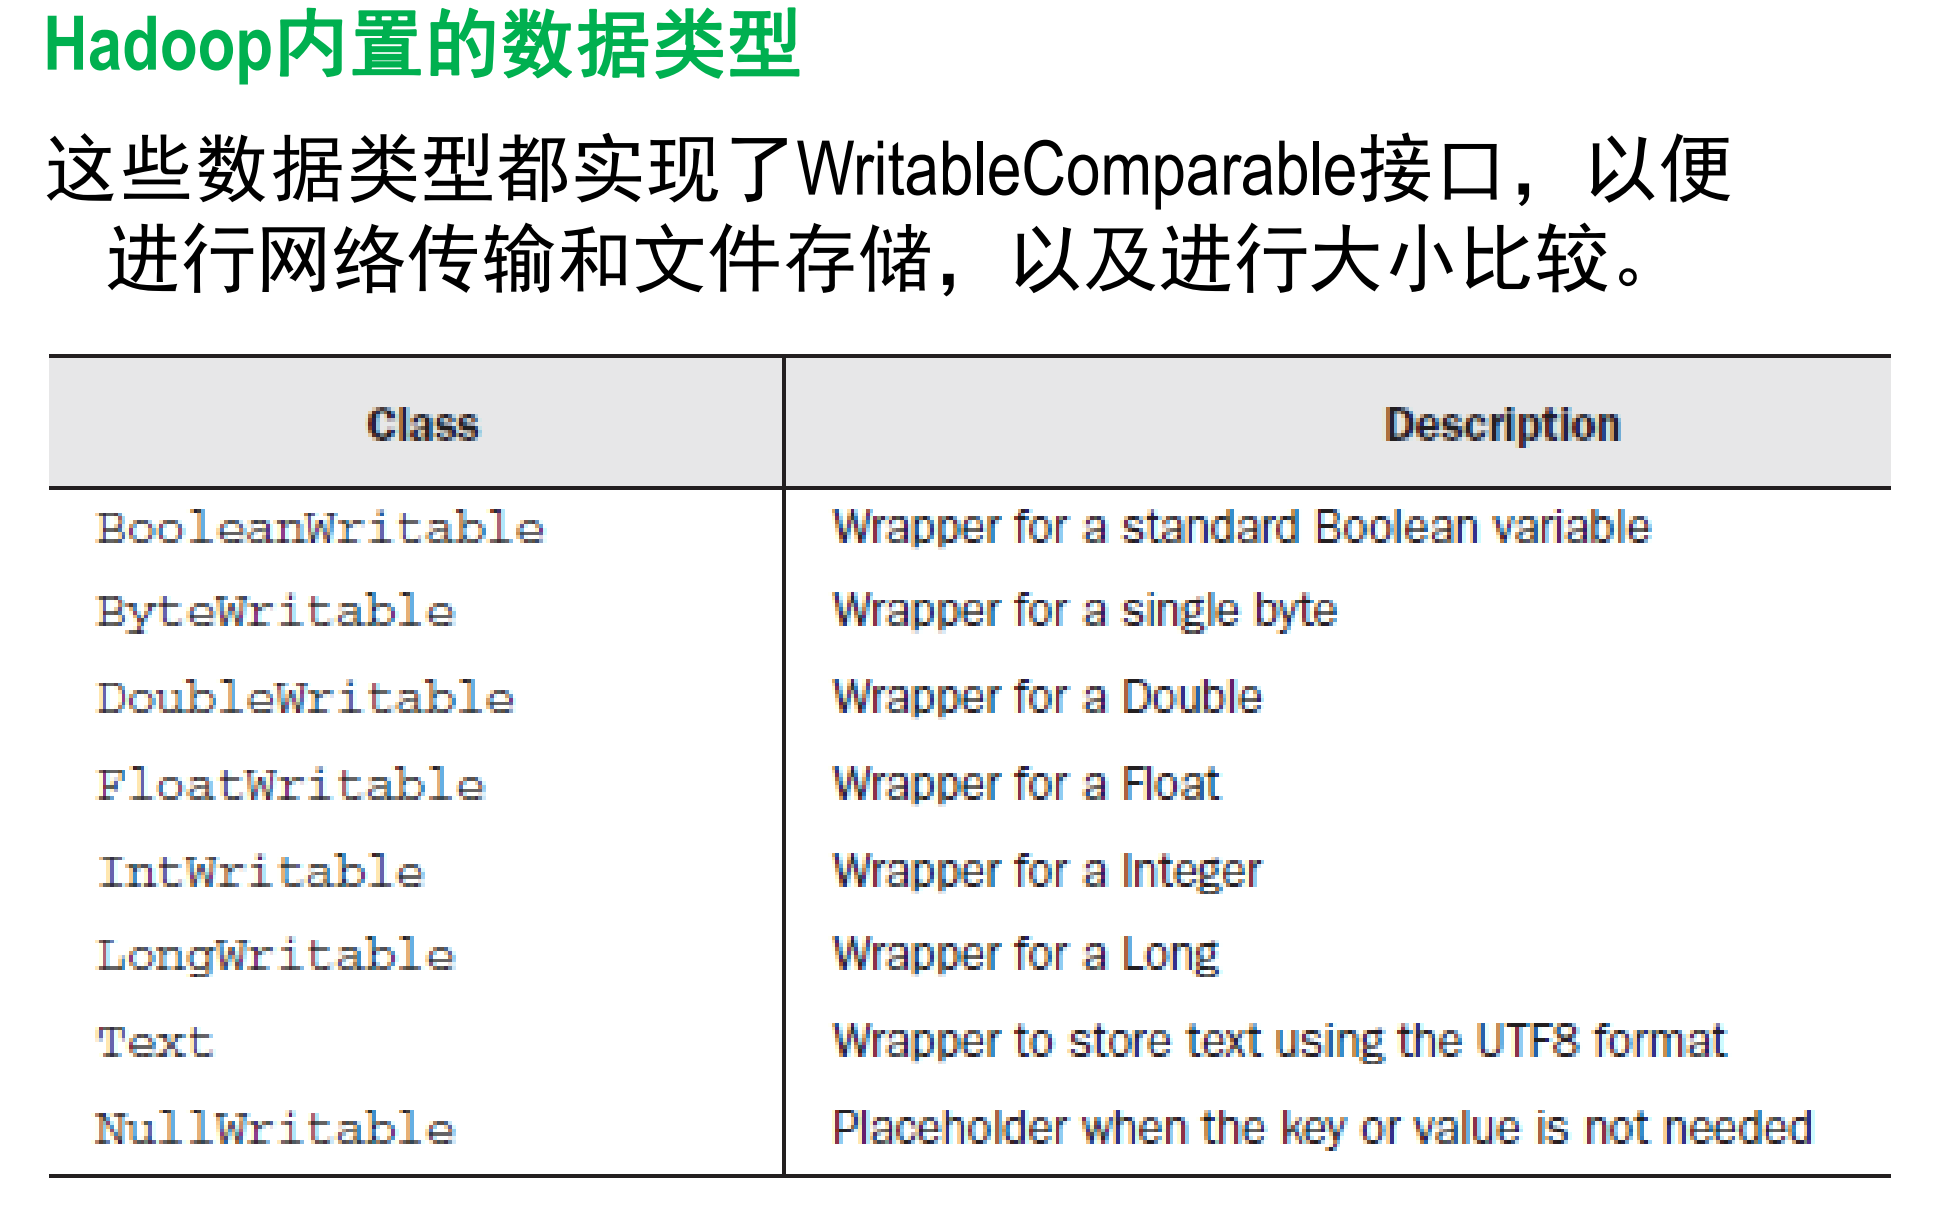 Hadoop内置的数据类型
这些数据类型都实现了WritableComparable接口，以便
进行网络传输和文件存储，以及进行大小比较。
Class Description
BooleanWritable Wrapper for a standard Boolean variable
ByteWritable Wrapper for a single byte
DoubleWritable Wrapper for a Double
FloatWritable Wrapper for a Float
IntWritable Wrapper for a Integer
LongWritable Wrapper for a Long
Text Wrapper to store text using the UTF8 format
NullWritable Placeholder when the key or value is not needed